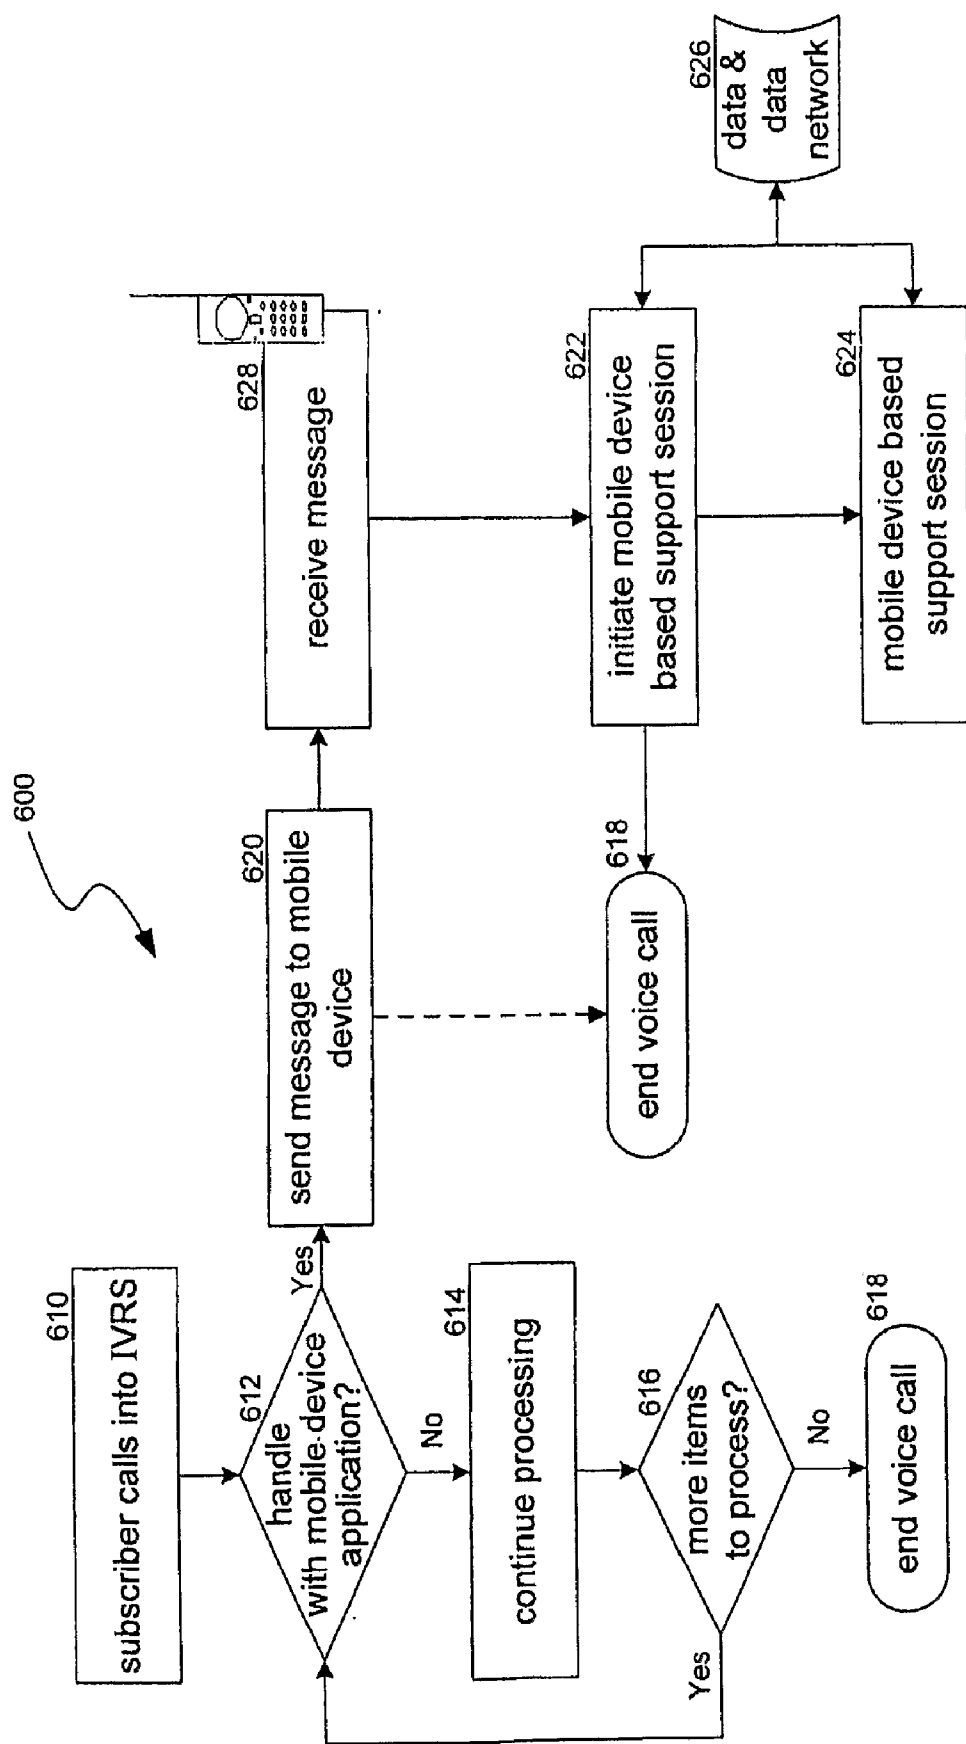 600
610
subscriber calls into IVRS
612
handle
with mobile-device
application?
Yes
No
614
continue processing
616
more items
to process?
Yes
No
618
end voice call
620
send message to mobile
device
618
end voice call
628
receive message
622
initiate mobile device
based support session
624
mobile device based
support session
626
data &
data
network